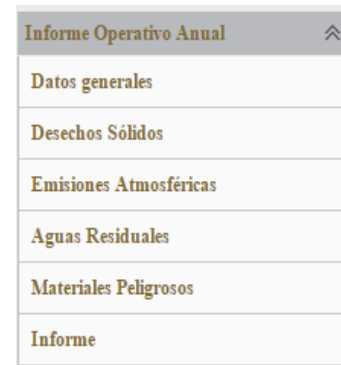 Informe Operativo Anual
Datos generales
Desechos Sólidos
Emisiones Atmosféricas
Aguas Residuales
Materiales Peligrosos
Informe